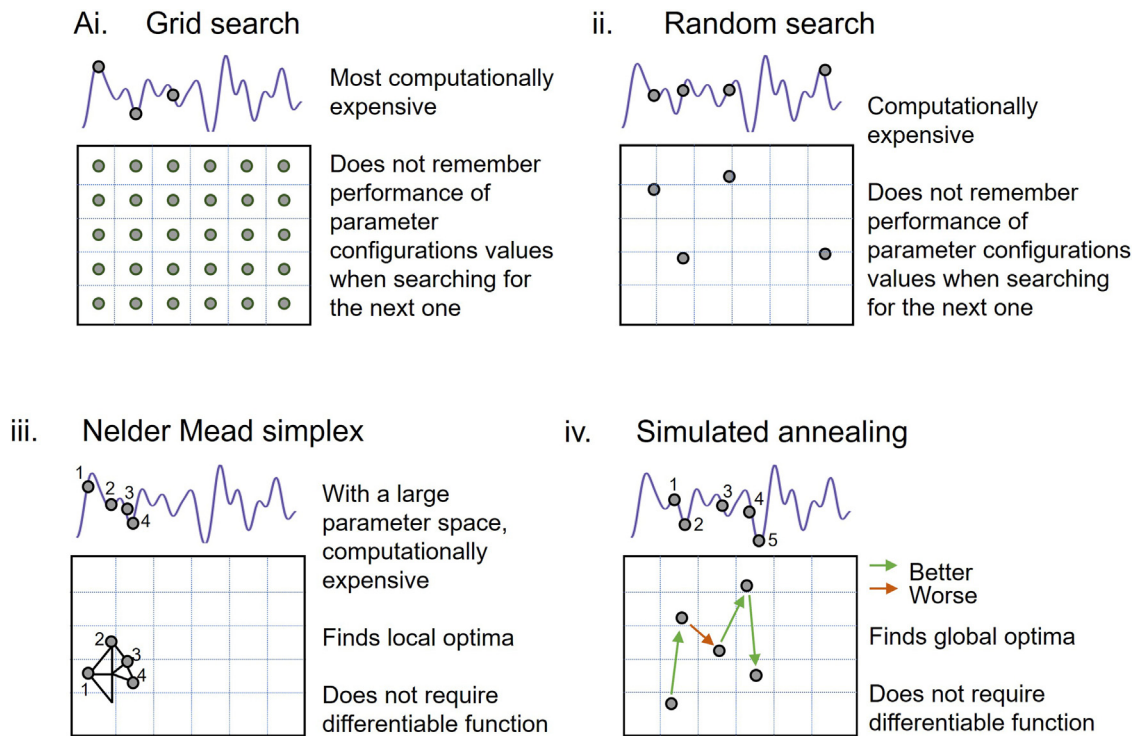 Ai. Grid search
Most computationally
expensive
Does not remember
performance of
parameter
configurations values
when searching for
the next one
ii. Random search
Computationally
expensive
Does not remember
performance of
parameter configurations
values when searching
for the next one
iii. Nelder Mead simplex
1
2
3
4
With a large
parameter space,
computationally
expensive
2
3
4
1
Finds local optima
Does not require
differentiable function
iv. Simulated annealing
1
2
3
4
5
Better
Worse
Finds global optima
Does not require
differentiable function